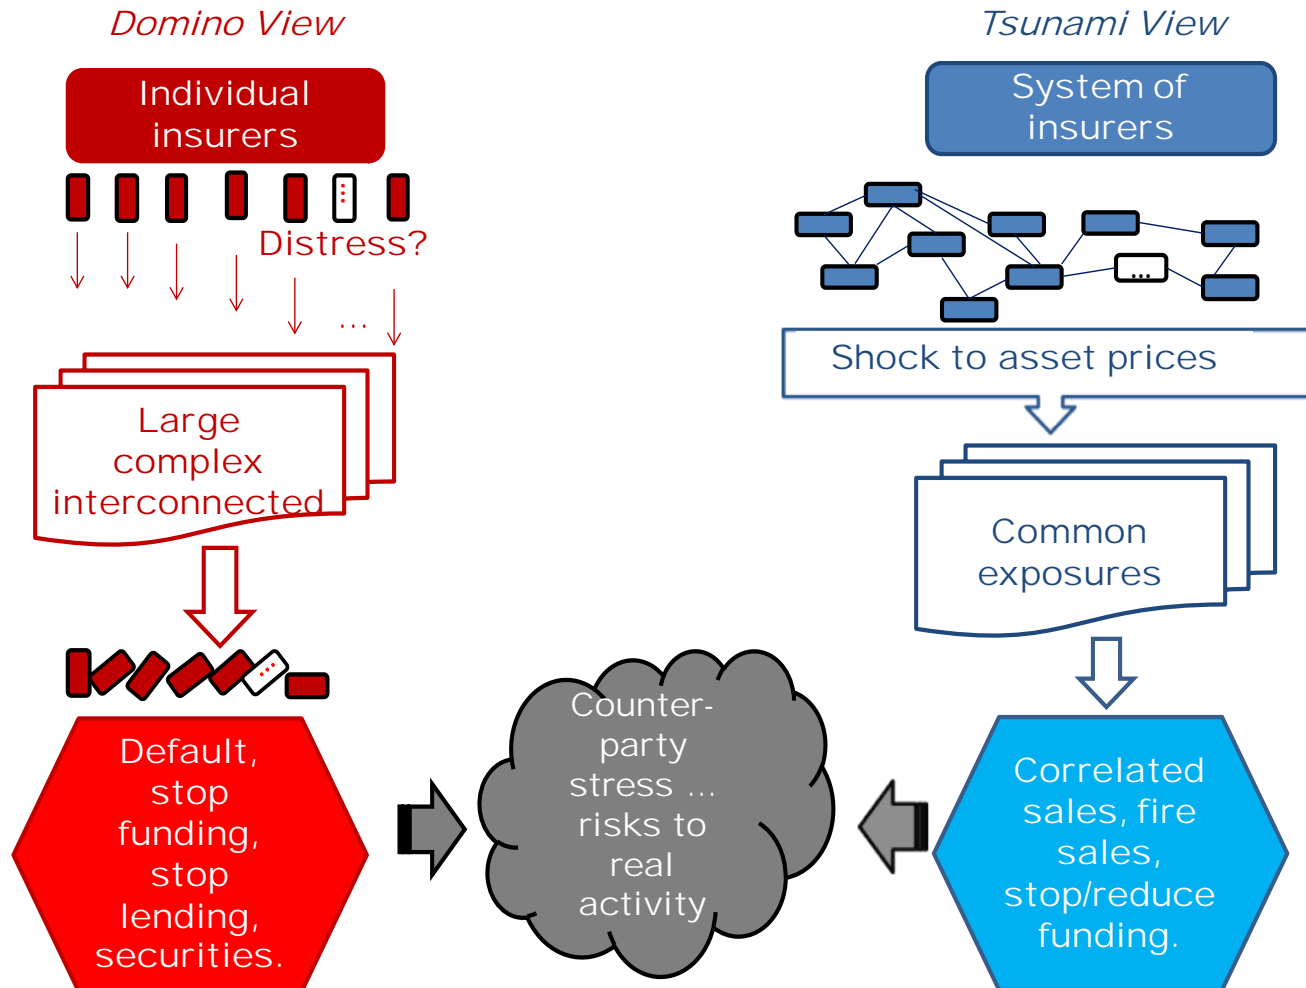 Domino View
Individual
insurers
Distress?
...
Large
complex
interconnected
Default,
stop
funding,
stop
lending,
securities.
Counter-
party
stress ...
risks to
real
activity
Tsunami View
System of
insurers
...
Shock to asset prices
Common
exposures
Correlated
sales, fire
sales,
stop/reduce
funding.